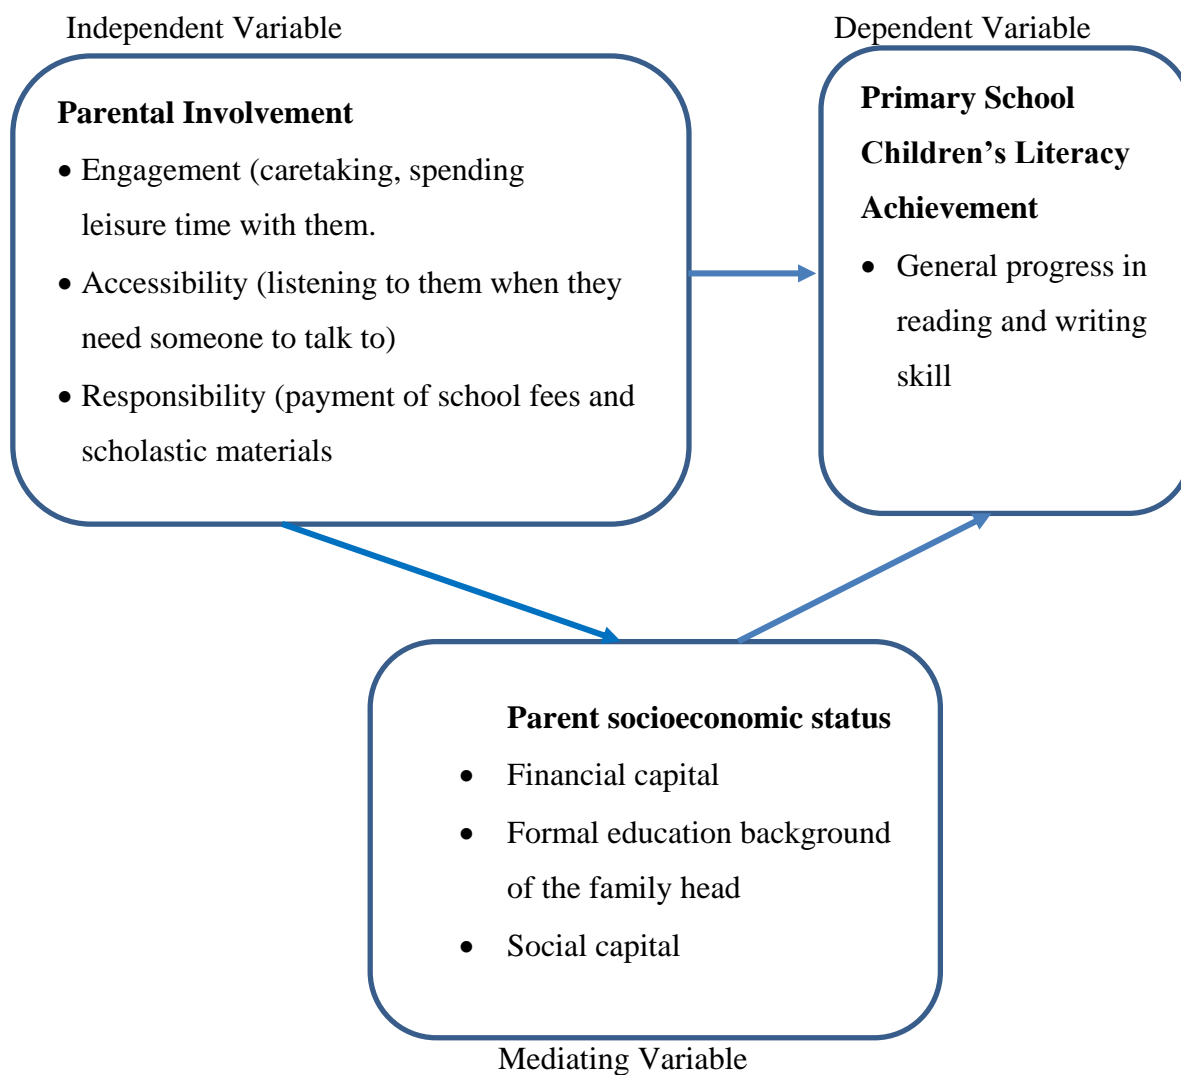 Independent Variable
Dependent Variable
Parental Involvement
• Engagement (caretaking, spending
leisure time with them.
• Accessibility (listening to them when they
need someone to talk to)
• Responsibility (payment of school fees and
scholastic materials
Primary School
Children’s Literacy
Achievement
• General progress in
reading and writing
skill
Parent socioeconomic status
• Financial capital
• Formal education background
of the family head
• Social capital
Mediating Variable